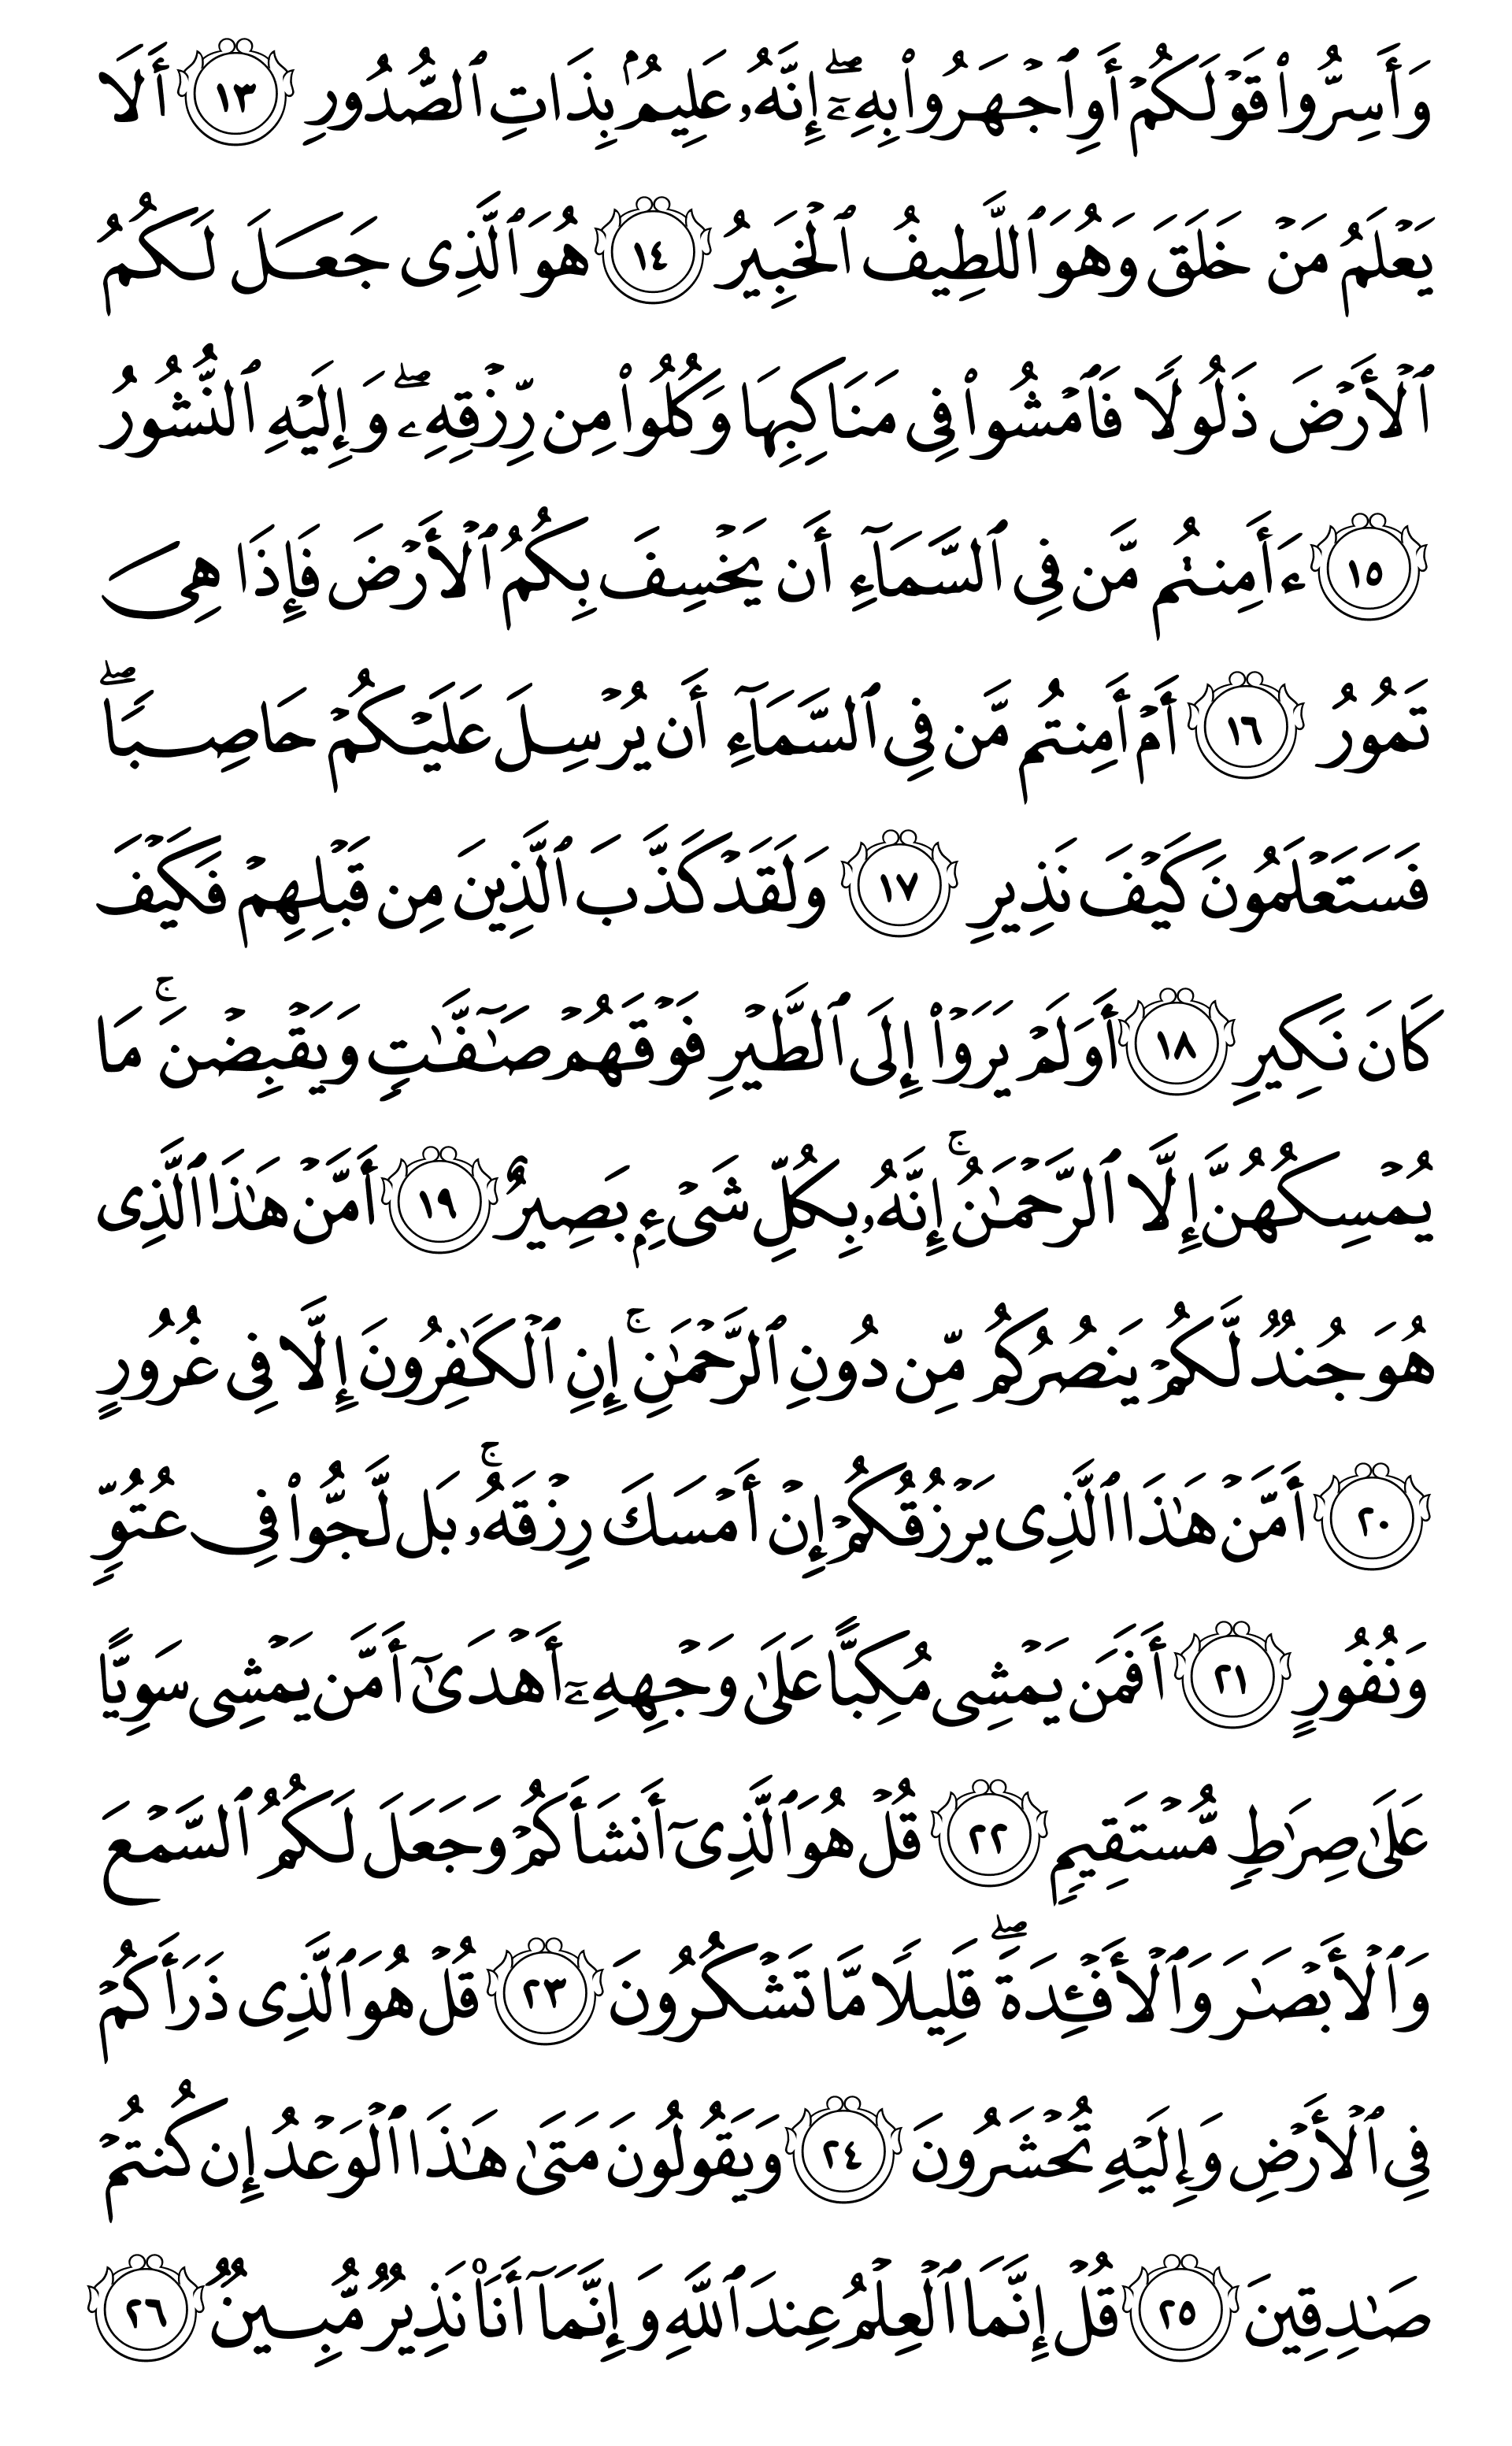 وَأَسِرُّوا۟ قَوْلَكُمْ أَوِ ٱجْهَرُوا۟ بِهِۦٓ ۖ إِنَّهُۥ عَلِيمٌۢ بِذَاتِ ٱلصُّدُورِ ١٣ أَلَا
يَعْلَمُ مَنْ خَلَقَ وَهُوَ ٱللَّطِيفُ ٱلْخَبِيرُ ١٤ هُوَ ٱلَّذِى جَعَلَ لَكُمُ
ٱلْأَرْضَ ذَلُولًا فَٱمْشُوا۟ فِى مَنَاكِبِهَا وَكُلُوا۟ مِن رِّزْقِهِۦ ۖ وَإِلَيْهِ ٱلنُّشُورُ
١٥ ءَأَمِنتُم مَّن فِى ٱلسَّمَآءِ أَن يَخْسِفَ بِكُمُ ٱلْأَرْضَ فَإِذَا هِىَ
تَمُورُ ١٦ أَمْ أَمِنتُم مَّن فِى ٱلسَّمَآءِ أَن يُرْسِلَ عَلَيْكُمْ حَاصِبًا ۖ
فَسَتَعْلَمُونَ كَيْفَ نَذِيرِ ١٧ وَلَقَدْ كَذَّبَ ٱلَّذِينَ مِن قَبْلِهِمْ فَكَيْفَ
كَانَ نَكِيرِ ١٨ أَوَلَمْ يَرَوْا۟ إِلَى ٱلطَّيْرِ فَوْقَهُمْ صَـٰٓفَّـٰتٍ وَيَقْبِضْنَ ۚ مَا
يُمْسِكُهُنَّ إِلَّا ٱلرَّحْمَـٰنُ ۚ إِنَّهُۥ بِكُلِّ شَىْءٍۭ بَصِيرٌ ١٩ أَمَّنْ هَـٰذَا ٱلَّذِى
هُوَ جُندٌ لَّكُمْ يَنصُرُكُم مِّن دُونِ ٱلرَّحْمَـٰنِ ۚ إِنِ ٱلْكَـٰفِرُونَ إِلَّا فِى غُرُورٍ
٢٠ أَمَّنْ هَـٰذَا ٱلَّذِى يَرْزُقُكُمْ إِنْ أَمْسَكَ رِزْقَهُۥ ۚ بَل لَّجُّوا۟ فِى عُتُوٍّ
وَنُفُورٍ ٢١ أَفَمَن يَمْشِى مُكِبًّا عَلَىٰ وَجْهِهِۦٓ أَهْدَىٰٓ أَمَّن يَمْشِى سَوِيًّا
عَلَىٰ صِرَٰطٍ مُّسْتَقِيمٍ ٢٢ قُلْ هُوَ ٱلَّذِىٓ أَنشَأَكُمْ وَجَعَلَ لَكُمُ ٱلسَّمْعَ
وَٱلْأَبْصَـٰرَ وَٱلْأَفْـِٔدَةَ ۖ قَلِيلًا مَّا تَشْكُرُونَ ٢٣ قُلْ هُوَ ٱلَّذِى ذَرَأَكُمْ
فِى ٱلْأَرْضِ وَإِلَيْهِ تُحْشَرُونَ ٢٤ وَيَقُولُونَ مَتَىٰ هَـٰذَا ٱلْوَعْدُ إِن كُنتُمْ
صَـٰدِقِينَ ٢٥ قُلْ إِنَّمَا ٱلْعِلْمُ عِندَ ٱللَّهِ وَإِنَّمَآ أَنَا۠ نَذِيرٌ مُّبِينٌ ٢٦